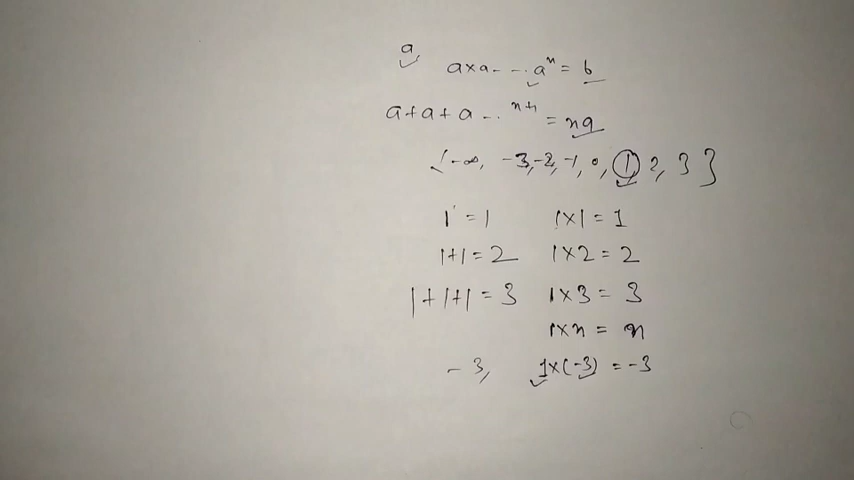 a
a×a - - · · aⁿ = b
a+a+a - · · n+1 = na
{-∞, -3, -2, -1, 0, 1, 2, 3 }
1' = 1 1×1 = 1
1+1 = 2 1×2 = 2
1+1+1 = 3 1×3 = 3
1×n = n
-3, 1×(-3) = -3